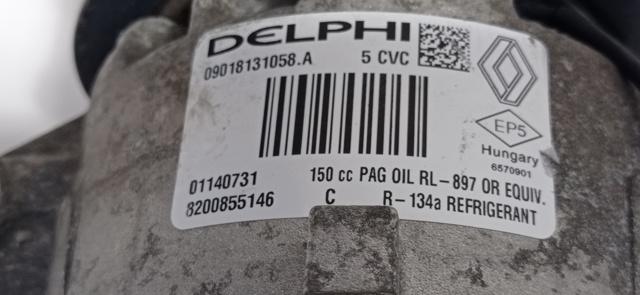 DELPHI
09018131058.A 5 CVC
EP5
Hungary
6570901
01140731 150 cc PAG OIL RL-897 OR EQUIV.
8200855146 C R-134a REFRIGERANT